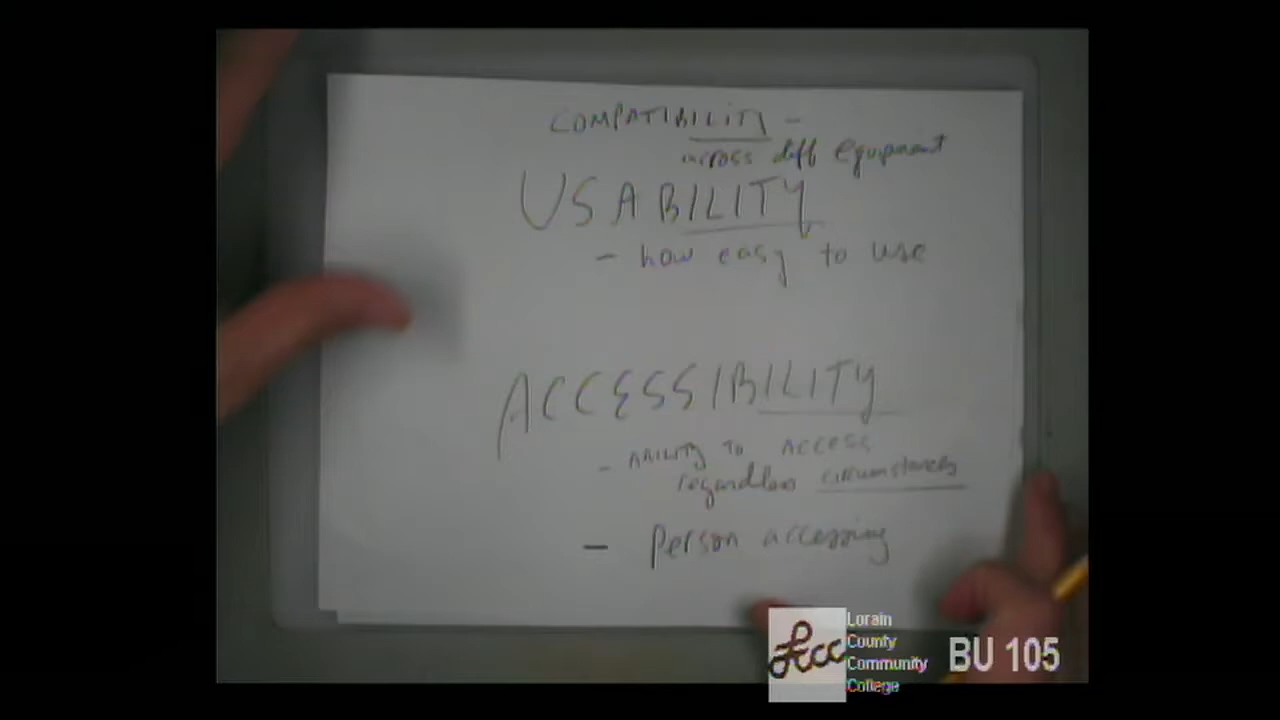 COMPATIBILITY -
across diff equipment
USABILITY
- how easy to use
ACCESSIBILITY
- ABILITY TO ACCESS
regardless circumstances
- person accessing
lccc
Lorain
County
Community
College
BU 105